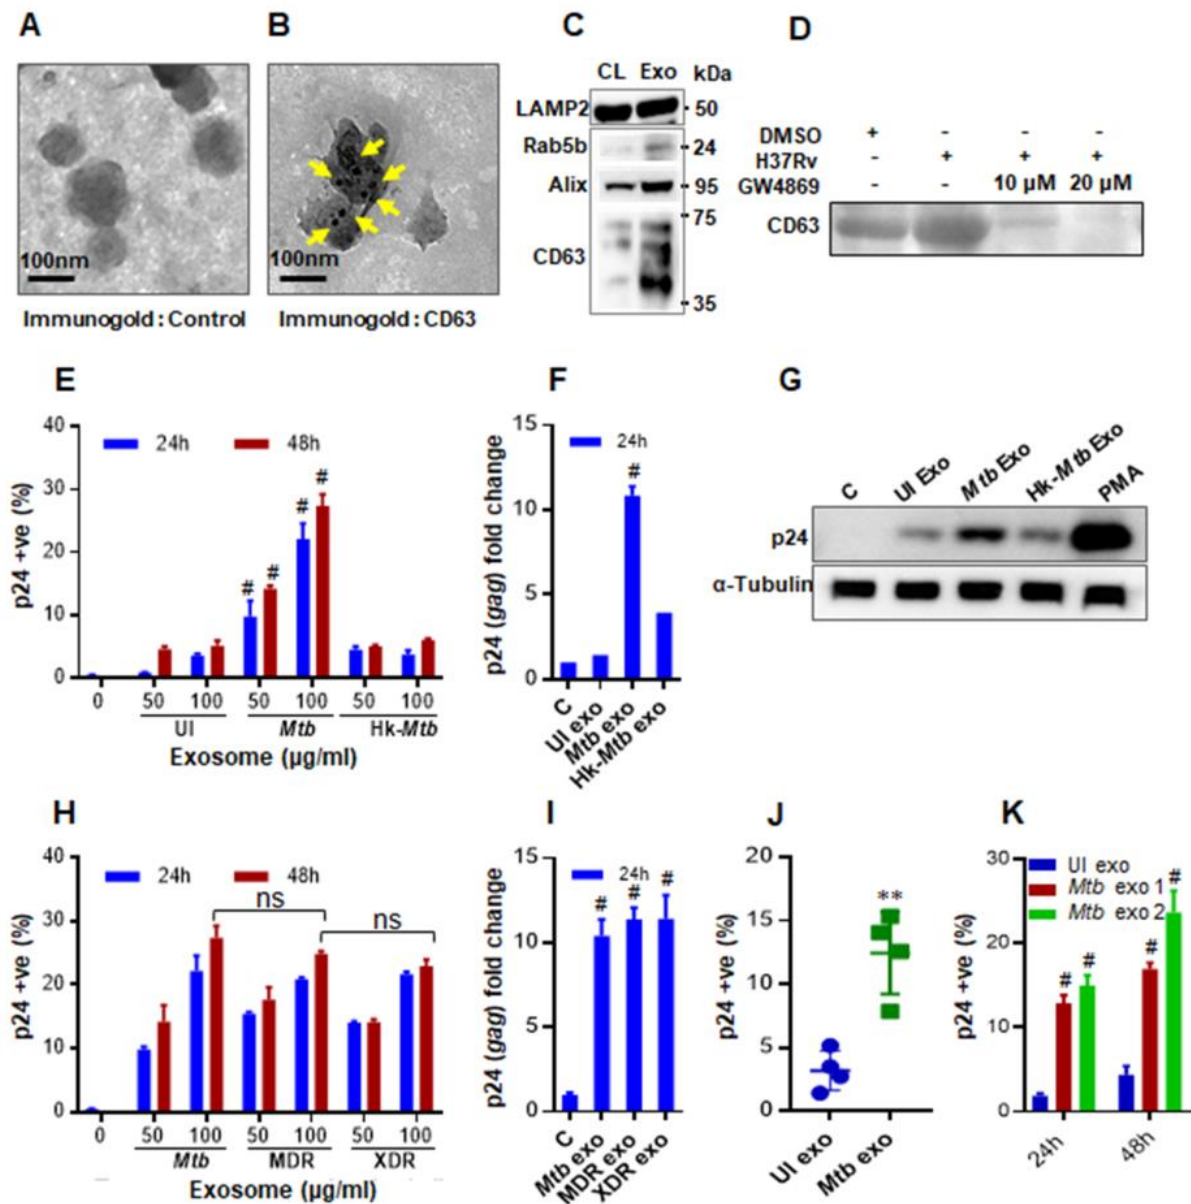 A
B
C
D
100nm
100nm
Immunogold : Control
Immunogold : CD63
CL Exo kDa
LAMP2 50
Rab5b 24
Alix 95
75
CD63
35
DMSO + - - -
H37Rv - + + +
GW4869 - - 10 µM 20 µM
CD63
E
F
G
40
30
20
10
0
p24 +ve (%)
24h 48h
# # # #
0 50 100 50 100 50 100
UI Mtb Hk-Mtb
Exosome (µg/ml)
15
10
5
0
p24 (gag) fold change
24h
#
C
UI exo
Mtb exo
Hk-Mtb exo
C
UI Exo
Mtb Exo
Hk-Mtb Exo
PMA
p24
α-Tubulin
H
I
J
K
40
30
20
10
0
p24 +ve (%)
24h 48h
ns
ns
0 50 100 50 100 50 100
Mtb MDR XDR
Exosome (µg/ml)
15
10
5
0
p24 (gag) fold change
24h
# # #
C
Mtb exo
MDR exo
XDR exo
20
15
10
5
0
p24 +ve (%)
**
UI exo
Mtb exo
30
20
10
0
p24 +ve (%)
UI exo
Mtb exo 1
Mtb exo 2
# # # #
24h
48h